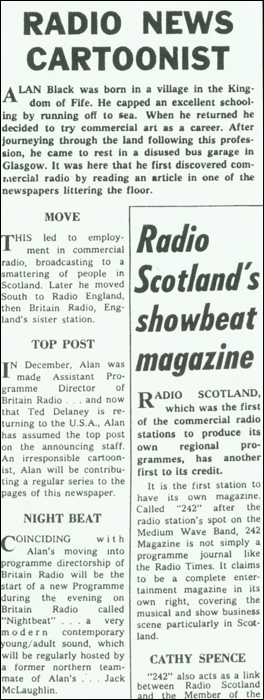 RADIO NEWS
CARTOONIST
ALAN Black was born in a village in the King-
dom of Fife. He capped an excellent school-
ing by running off to sea. When he returned he
decided to try commercial art as a career. After
journeying through the land following this profes-
sion, he came to rest in a disused bus garage in
Glasgow. It was here that he first discovered com-
mercial radio by reading an article in one of the
newspapers littering the floor.
MOVE
THIS led to employ-
ment in commercial
radio, broadcasting to a
smattering of people in
Scotland. Later he moved
South to Radio England,
then Britain Radio, Eng-
land's sister station.
TOP POST
IN December, Alan was
made Assistant Pro-
gramme Director of
Britain Radio . . . and now
that Ted Delaney is re-
turning to the U.S.A., Alan
has assumed the top post
on the announcing staff.
An irresponsible cartoon-
ist, Alan will be contribu-
ting a regular series to the
pages of this newspaper.
NIGHT BEAT
COINCIDING with
Alan's moving into
programme directorship of
Britain Radio will be the
start of a new Programme
during the evening on
Britain Radio called
"Nightbeat" . . . a very
modern contemporary
young/adult sound, which
will be regularly hosted by
a former northern team-
mate of Alan's . . . Jack
McLaughlin.
Radio
Scotland's
showbeat
magazine
RADIO SCOTLAND,
which was the first
of the commercial radio
stations to produce its
own regional pro-
grammes, has another
first to its credit.
It is the first station to
have its own magazine.
Called "242" after the
radio station's spot on the
Medium Wave Band, 242
Magazine is not simply a
programme journal like
the Radio Times. It claims
to be a complete enter-
tainment magazine in its
own right, covering the
musical and show business
scene particularly in Scot-
land.
CATHY SPENCE
"242" also acts as a link
between Radio Scotland
and the Member of the